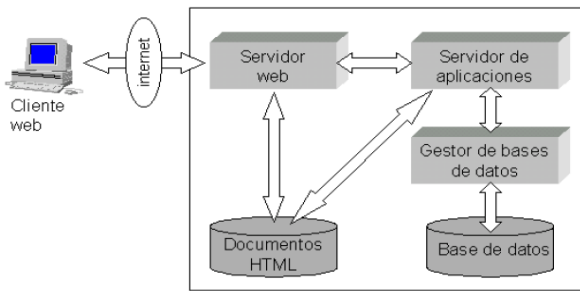 Cliente
web
internet
Servidor
web
Servidor de
aplicaciones
Gestor de bases
de datos
Documentos
HTML
Base de datos